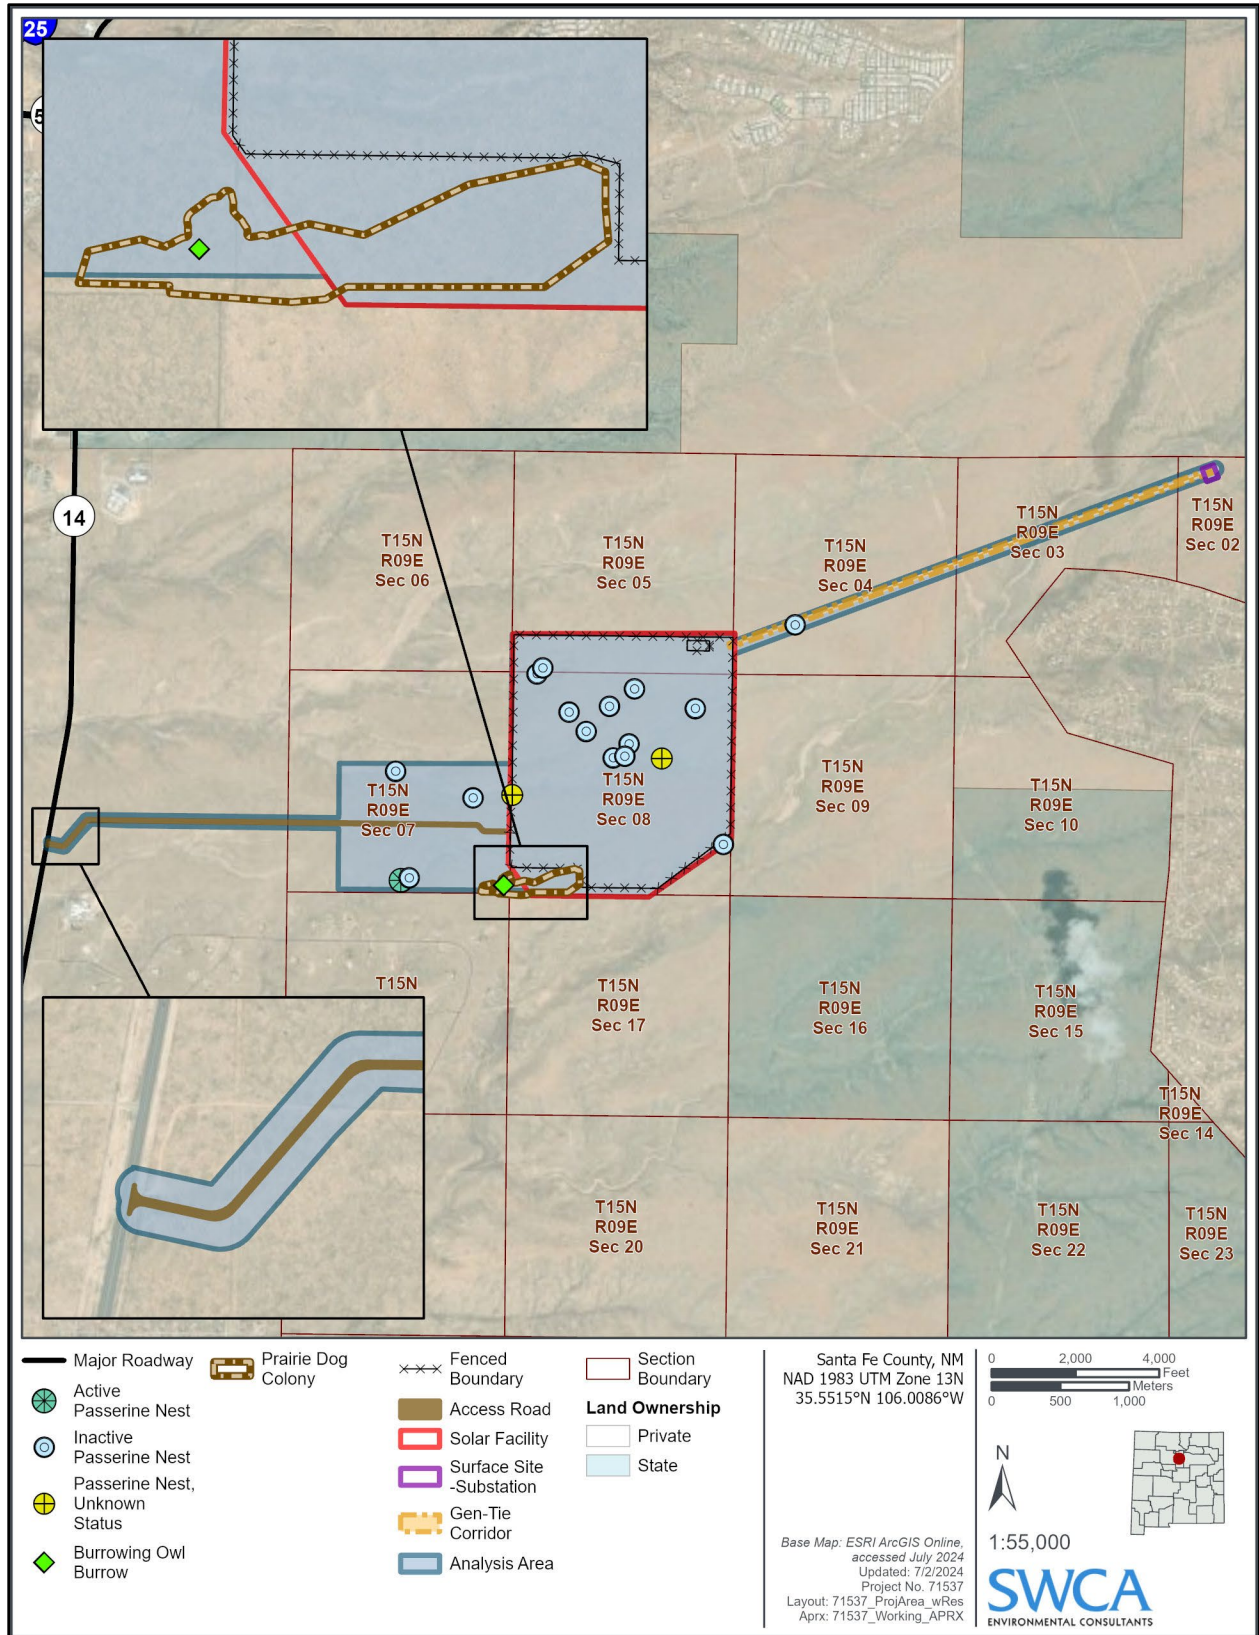 25
5
14
T15N
R09E
Sec 06
T15N
R09E
Sec 05
T15N
R09E
Sec 04
T15N
R09E
Sec 03
T15N
R09E
Sec 02
T15N
R09E
Sec 07
T15N
R09E
Sec 08
T15N
R09E
Sec 09
T15N
R09E
Sec 10
T15N
T15N
R09E
Sec 17
T15N
R09E
Sec 16
T15N
R09E
Sec 15
T15N
R09E
Sec 14
T15N
R09E
Sec 20
T15N
R09E
Sec 21
T15N
R09E
Sec 22
T15N
R09E
Sec 23
Major Roadway
Active
Passerine Nest
Inactive
Passerine Nest
Passerine Nest,
Unknown
Status
Burrowing Owl
Burrow
Prairie Dog
Colony
Fenced
Boundary
Access Road
Solar Facility
Surface Site
-Substation
Gen-Tie
Corridor
Analysis Area
Section
Boundary
Land Ownership
Private
State
Santa Fe County, NM
NAD 1983 UTM Zone 13N
35.5515°N 106.0086°W
Base Map: ESRI ArcGIS Online,
accessed July 2024
Updated: 7/2/2024
Project No. 71537
Layout: 71537_ProjArea_wRes
Aprx: 71537_Working_APRX
0 2,000 4,000
Feet
Meters
0 500 1,000
N
1:55,000
SWCA
ENVIRONMENTAL CONSULTANTS